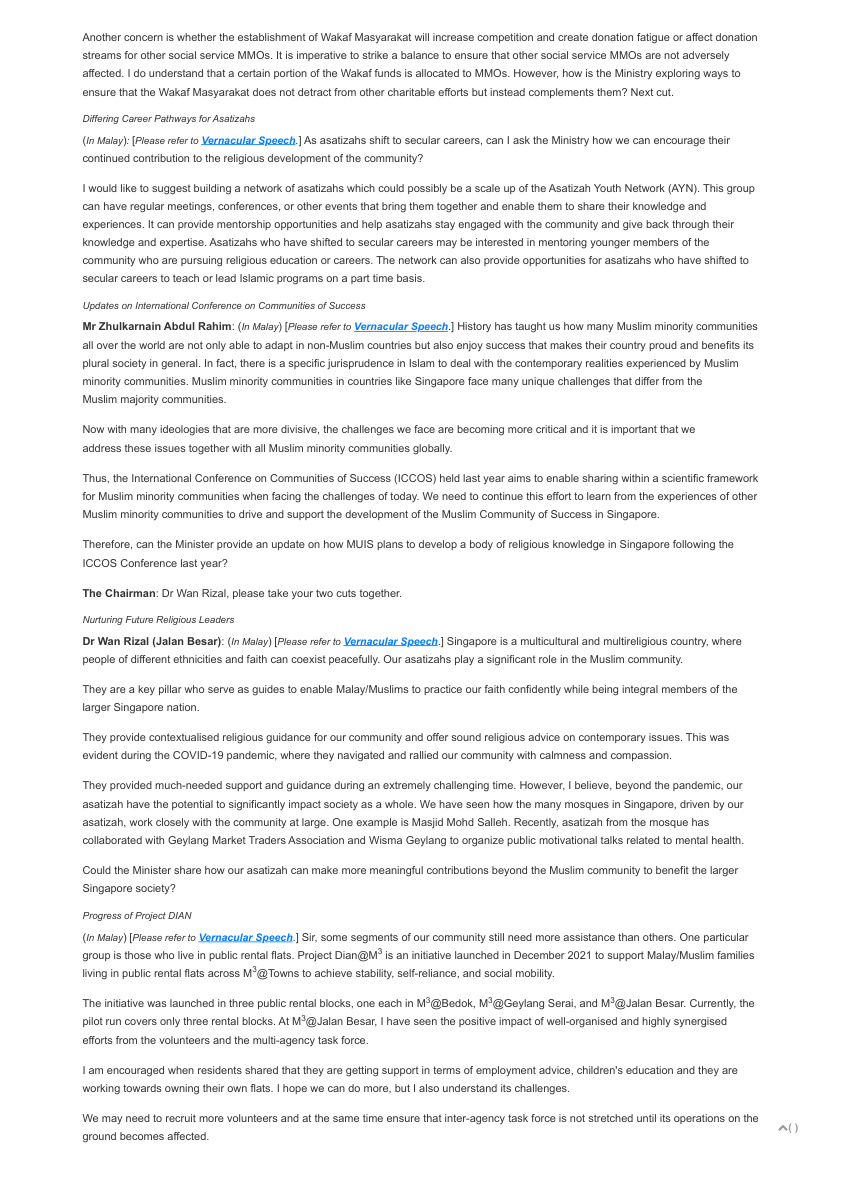 Another concern is whether the establishment of Wakaf Masyarakat will increase competition and create donation fatigue or affect donation
streams for other social service MMOs. It is imperative to strike a balance to ensure that other social service MMOs are not adversely
affected. I do understand that a certain portion of the Wakaf funds is allocated to MMOs. However, how is the Ministry exploring ways to
ensure that the Wakaf Masyarakat does not detract from other charitable efforts but instead complements them? Next cut.
Differing Career Pathways for Asatizahs
(In Malay): [Please refer to Vernacular Speech.] As asatizahs shift to secular careers, can I ask the Ministry how we can encourage their
continued contribution to the religious development of the community?
I would like to suggest building a network of asatizahs which could possibly be a scale up of the Asatizah Youth Network (AYN). This group
can have regular meetings, conferences, or other events that bring them together and enable them to share their knowledge and
experiences. It can provide mentorship opportunities and help asatizahs stay engaged with the community and give back through their
knowledge and expertise. Asatizahs who have shifted to secular careers may be interested in mentoring younger members of the
community who are pursuing religious education or careers. The network can also provide opportunities for asatizahs who have shifted to
secular careers to teach or lead Islamic programs on a part time basis.
Updates on International Conference on Communities of Success
Mr Zhulkarnain Abdul Rahim: (In Malay) [Please refer to Vernacular Speech.] History has taught us how many Muslim minority communities
all over the world are not only able to adapt in non-Muslim countries but also enjoy success that makes their country proud and benefits its
plural society in general. In fact, there is a specific jurisprudence in Islam to deal with the contemporary realities experienced by Muslim
minority communities. Muslim minority communities in countries like Singapore face many unique challenges that differ from the
Muslim majority communities.
Now with many ideologies that are more divisive, the challenges we face are becoming more critical and it is important that we
address these issues together with all Muslim minority communities globally.
Thus, the International Conference on Communities of Success (ICCOS) held last year aims to enable sharing within a scientific framework
for Muslim minority communities when facing the challenges of today. We need to continue this effort to learn from the experiences of other
Muslim minority communities to drive and support the development of the Muslim Community of Success in Singapore.
Therefore, can the Minister provide an update on how MUIS plans to develop a body of religious knowledge in Singapore following the
ICCOS Conference last year?
The Chairman: Dr Wan Rizal, please take your two cuts together.
Nurturing Future Religious Leaders
Dr Wan Rizal (Jalan Besar): (In Malay) [Please refer to Vernacular Speech.] Singapore is a multicultural and multireligious country, where
people of different ethnicities and faith can coexist peacefully. Our asatizahs play a significant role in the Muslim community.
They are a key pillar who serve as guides to enable Malay/Muslims to practice our faith confidently while being integral members of the
larger Singapore nation.
They provide contextualised religious guidance for our community and offer sound religious advice on contemporary issues. This was
evident during the COVID-19 pandemic, where they navigated and rallied our community with calmness and compassion.
They provided much-needed support and guidance during an extremely challenging time. However, I believe, beyond the pandemic, our
asatizah have the potential to significantly impact society as a whole. We have seen how the many mosques in Singapore, driven by our
asatizah, work closely with the community at large. One example is Masjid Mohd Salleh. Recently, asatizah from the mosque has
collaborated with Geylang Market Traders Association and Wisma Geylang to organize public motivational talks related to mental health.
Could the Minister share how our asatizah can make more meaningful contributions beyond the Muslim community to benefit the larger
Singapore society?
Progress of Project DIAN
(In Malay) [Please refer to Vernacular Speech.] Sir, some segments of our community still need more assistance than others. One particular
group is those who live in public rental flats. Project Dian@M³ is an initiative launched in December 2021 to support Malay/Muslim families
living in public rental flats across M³@Towns to achieve stability, self-reliance, and social mobility.
The initiative was launched in three public rental blocks, one each in M³@Bedok, M³@Geylang Serai, and M³@Jalan Besar. Currently, the
pilot run covers only three rental blocks. At M³@Jalan Besar, I have seen the positive impact of well-organised and highly synergised
efforts from the volunteers and the multi-agency task force.
I am encouraged when residents shared that they are getting support in terms of employment advice, children's education and they are
working towards owning their own flats. I hope we can do more, but I also understand its challenges.
We may need to recruit more volunteers and at the same time ensure that inter-agency task force is not stretched until its operations on the
ground becomes affected.
( )